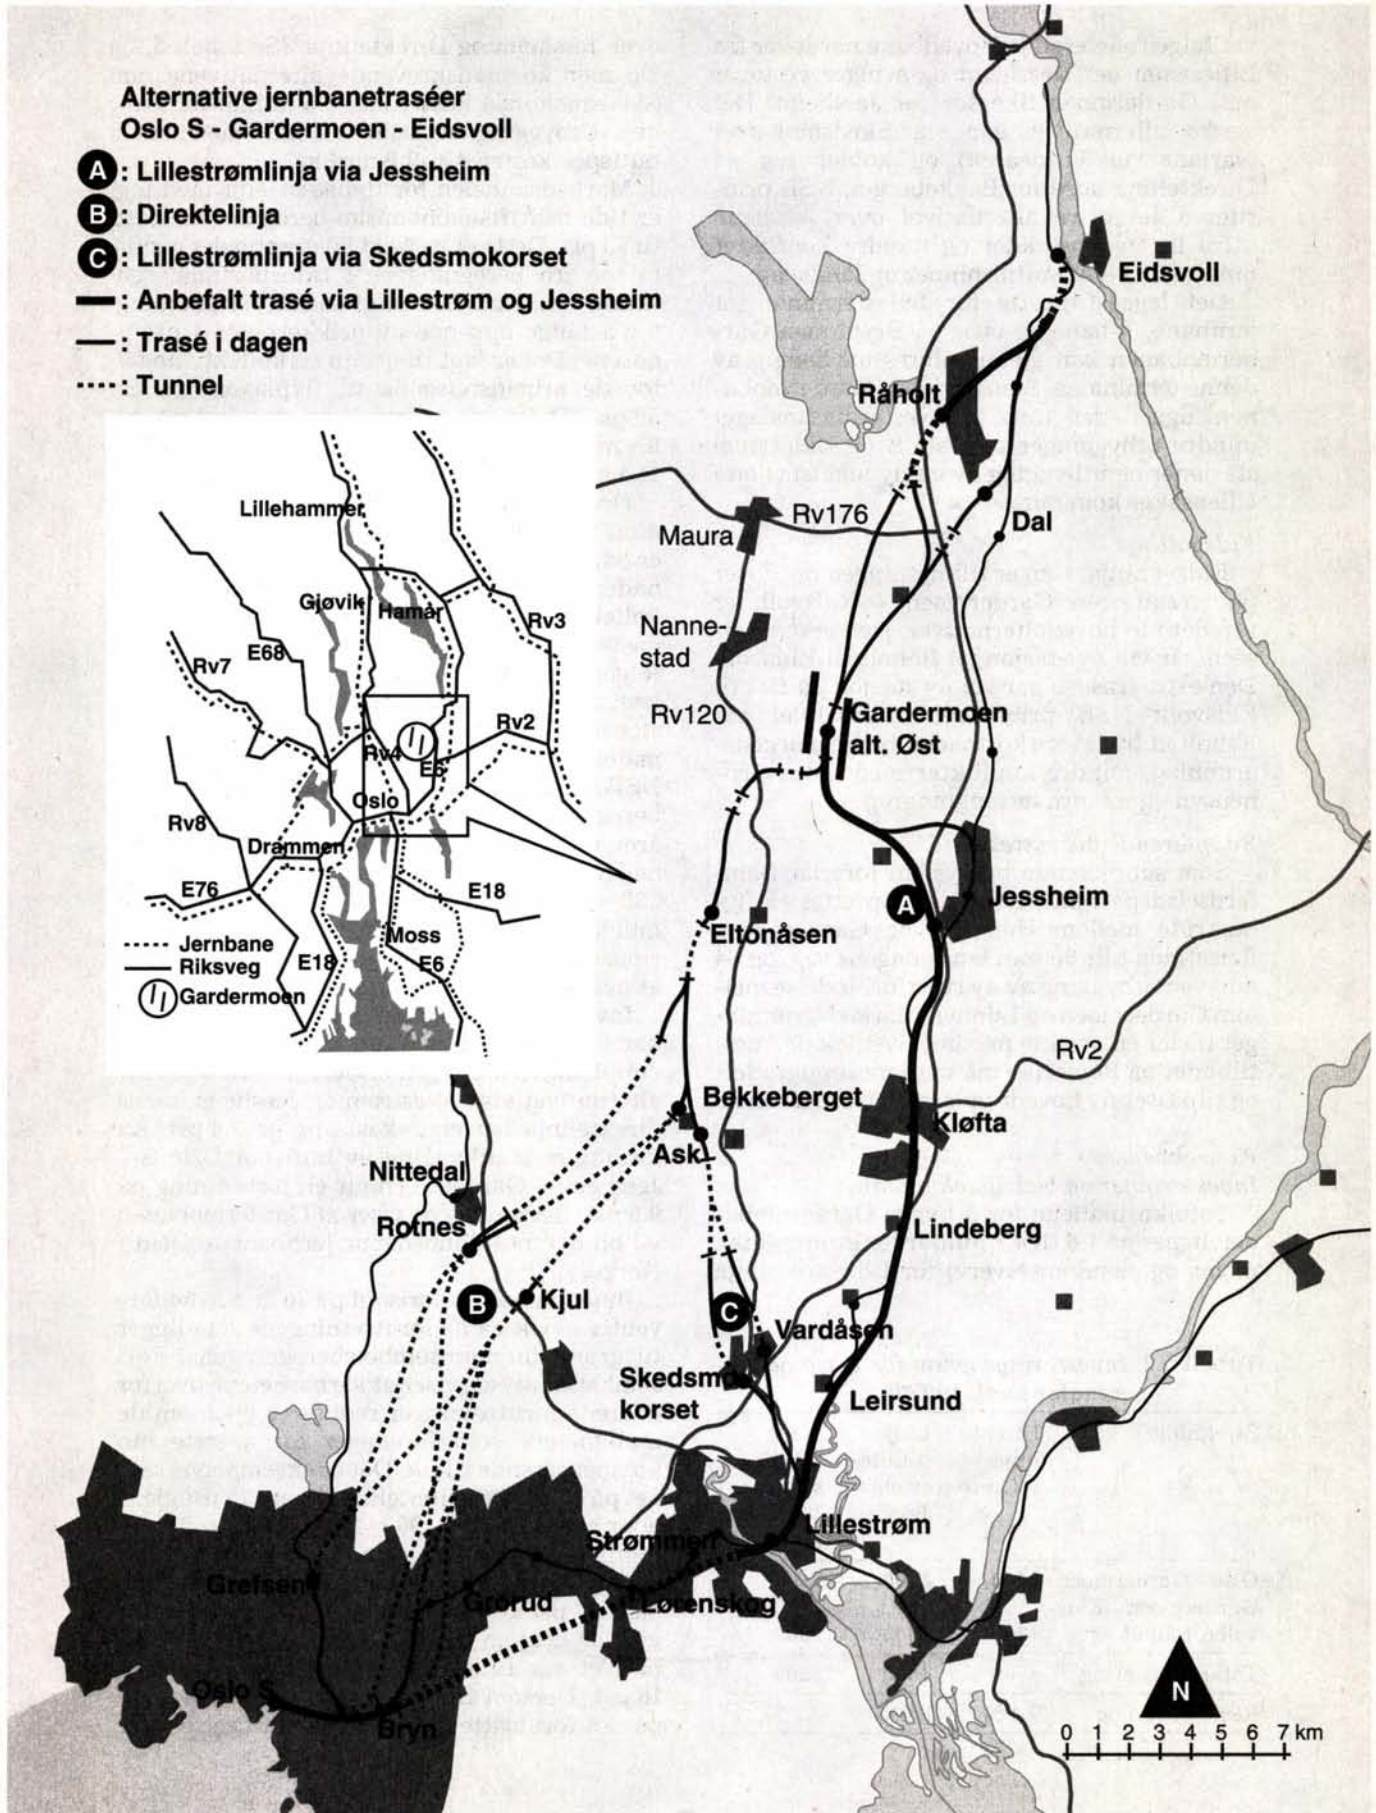 Alternative jernbanetraséer
Oslo S - Gardermoen - Eidsvoll
A : Lillestrømlinja via Jessheim
B : Direktelinja
C : Lillestrømlinja via Skedsmokorset
: Anbefalt trasé via Lillestrøm og Jessheim
: Trasé i dagen
: Tunnel
Eidsvoll
Råholt
Rv176
Maura
Dal
Nanne-
stad
Rv120
Gardermoen
alt. Øst
Lillehammer
Gjøvik
Hamar
Rv3
E68
Rv7
Rv2
Rv4
E6
Oslo
Rv8
Drammen
E76
E18
Moss
E18
E6
Jernbane
Riksveg
Gardermoen
Jessheim
A
Eltonåsen
Rv2
Bekkeberget
Kløfta
Ask
Nittedal
Rotnes
Lindeberg
B
Kjul
C
Vardåsen
Skedsmo
korset
Leirsund
Lillestrøm
Strømmen
Grefsen
Grorud
Lørenskog
Oslo S
Bryn
N
0 1 2 3 4 5 6 7 km